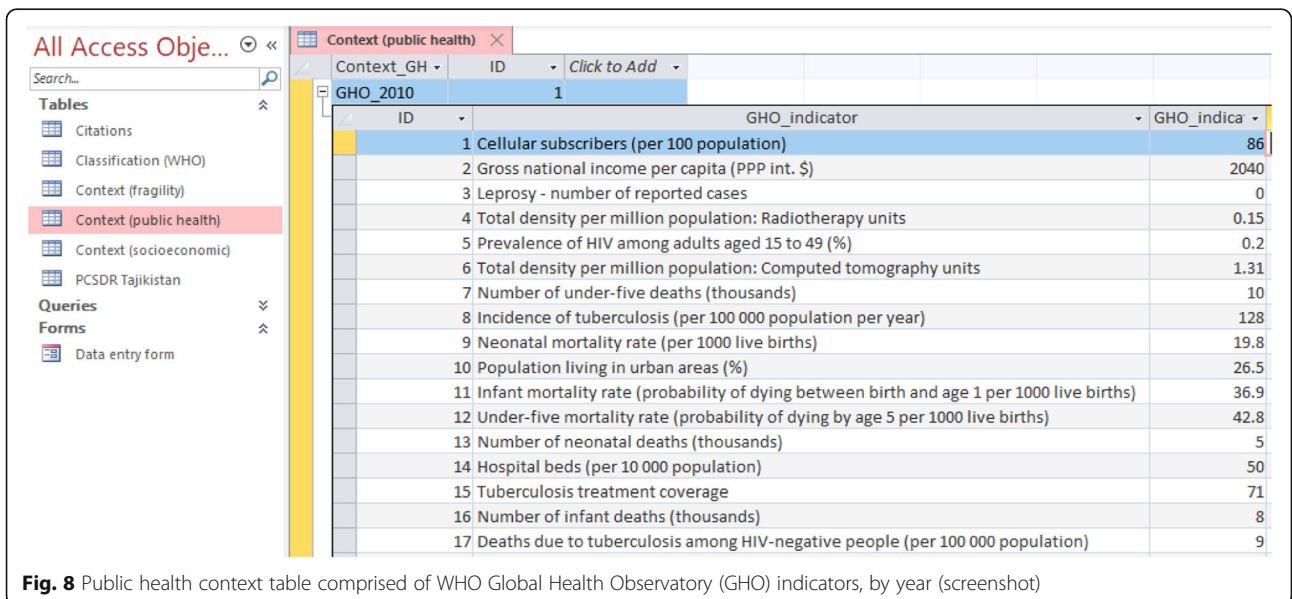 All Access Obje...
Search...
Tables
Citations
Classification (WHO)
Context (fragility)
Context (public health)
Context (socioeconomic)
PCSDR Tajikistan
Queries
Forms
Data entry form
Context (public health)
Context_GH ID Click to Add
GHO_2010 1
ID GHO_indicator GHO_indica
1 Cellular subscribers (per 100 population) 86
2 Gross national income per capita (PPP int. $) 2040
3 Leprosy - number of reported cases 0
4 Total density per million population: Radiotherapy units 0.15
5 Prevalence of HIV among adults aged 15 to 49 (%) 0.2
6 Total density per million population: Computed tomography units 1.31
7 Number of under-five deaths (thousands) 10
8 Incidence of tuberculosis (per 100 000 population per year) 128
9 Neonatal mortality rate (per 1000 live births) 19.8
10 Population living in urban areas (%) 26.5
11 Infant mortality rate (probability of dying between birth and age 1 per 1000 live births) 36.9
12 Under-five mortality rate (probability of dying by age 5 per 1000 live births) 42.8
13 Number of neonatal deaths (thousands) 5
14 Hospital beds (per 10 000 population) 50
15 Tuberculosis treatment coverage 71
16 Number of infant deaths (thousands) 8
17 Deaths due to tuberculosis among HIV-negative people (per 100 000 population) 9
Fig. 8 Public health context table comprised of WHO Global Health Observatory (GHO) indicators, by year (screenshot)